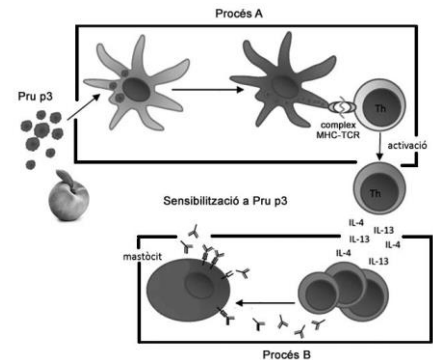 Procés A
Pru p3
Th
complex
MHC-TCR
activació
Th
Sensibilització a Pru p3
IL-4
IL-13
IL-13
IL-4
IL-4
IL-13
mastòcit
Procés B